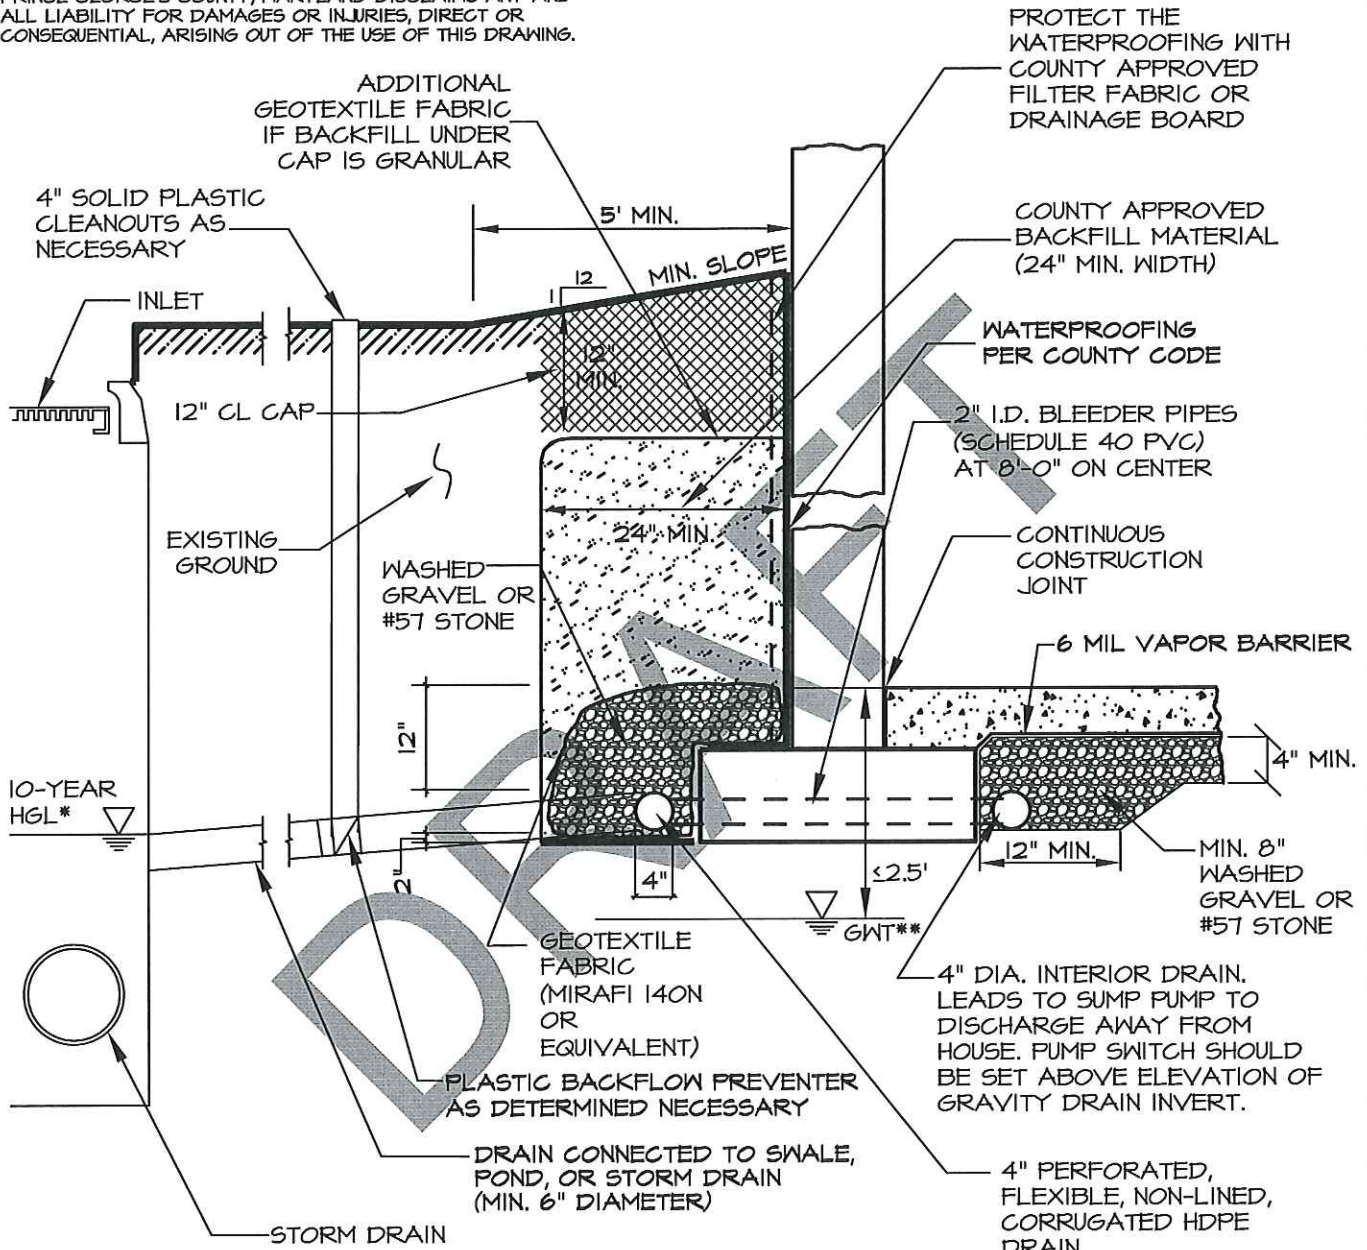 ALL LIABILITY FOR DAMAGES OR INJURIES, DIRECT OR
CONSEQUENTIAL, ARISING OUT OF THE USE OF THIS DRAWING.
PROTECT THE
WATERPROOFING WITH
COUNTY APPROVED
FILTER FABRIC OR
DRAINAGE BOARD
ADDITIONAL
GEOTEXTILE FABRIC
IF BACKFILL UNDER
CAP IS GRANULAR
4" SOLID PLASTIC
CLEANOUTS AS
NECESSARY
5' MIN.
COUNTY APPROVED
BACKFILL MATERIAL
(24" MIN. WIDTH)
MIN. SLOPE
12
1
INLET
WATERPROOFING
PER COUNTY CODE
12"
MIN.
12" CL CAP
2" I.D. BLEEDER PIPES
(SCHEDULE 40 PVC)
AT 8'-0" ON CENTER
EXISTING
GROUND
24" MIN.
CONTINUOUS
CONSTRUCTION
JOINT
WASHED
GRAVEL OR
#57 STONE
6 MIL VAPOR BARRIER
12"
4" MIN.
10-YEAR
HGL*
2"
4"
≤2.5'
12" MIN.
MIN. 8"
WASHED
GRAVEL OR
#57 STONE
GWT**
GEOTEXTILE
FABRIC
(MIRAFI 140N
OR
EQUIVALENT)
4" DIA. INTERIOR DRAIN.
LEADS TO SUMP PUMP TO
DISCHARGE AWAY FROM
HOUSE. PUMP SWITCH SHOULD
BE SET ABOVE ELEVATION OF
GRAVITY DRAIN INVERT.
PLASTIC BACKFLOW PREVENTER
AS DETERMINED NECESSARY
DRAIN CONNECTED TO SWALE,
POND, OR STORM DRAIN
(MIN. 6" DIAMETER)
4" PERFORATED,
FLEXIBLE, NON-LINED,
CORRUGATED HDPE
DRAIN
STORM DRAIN
DRAFT